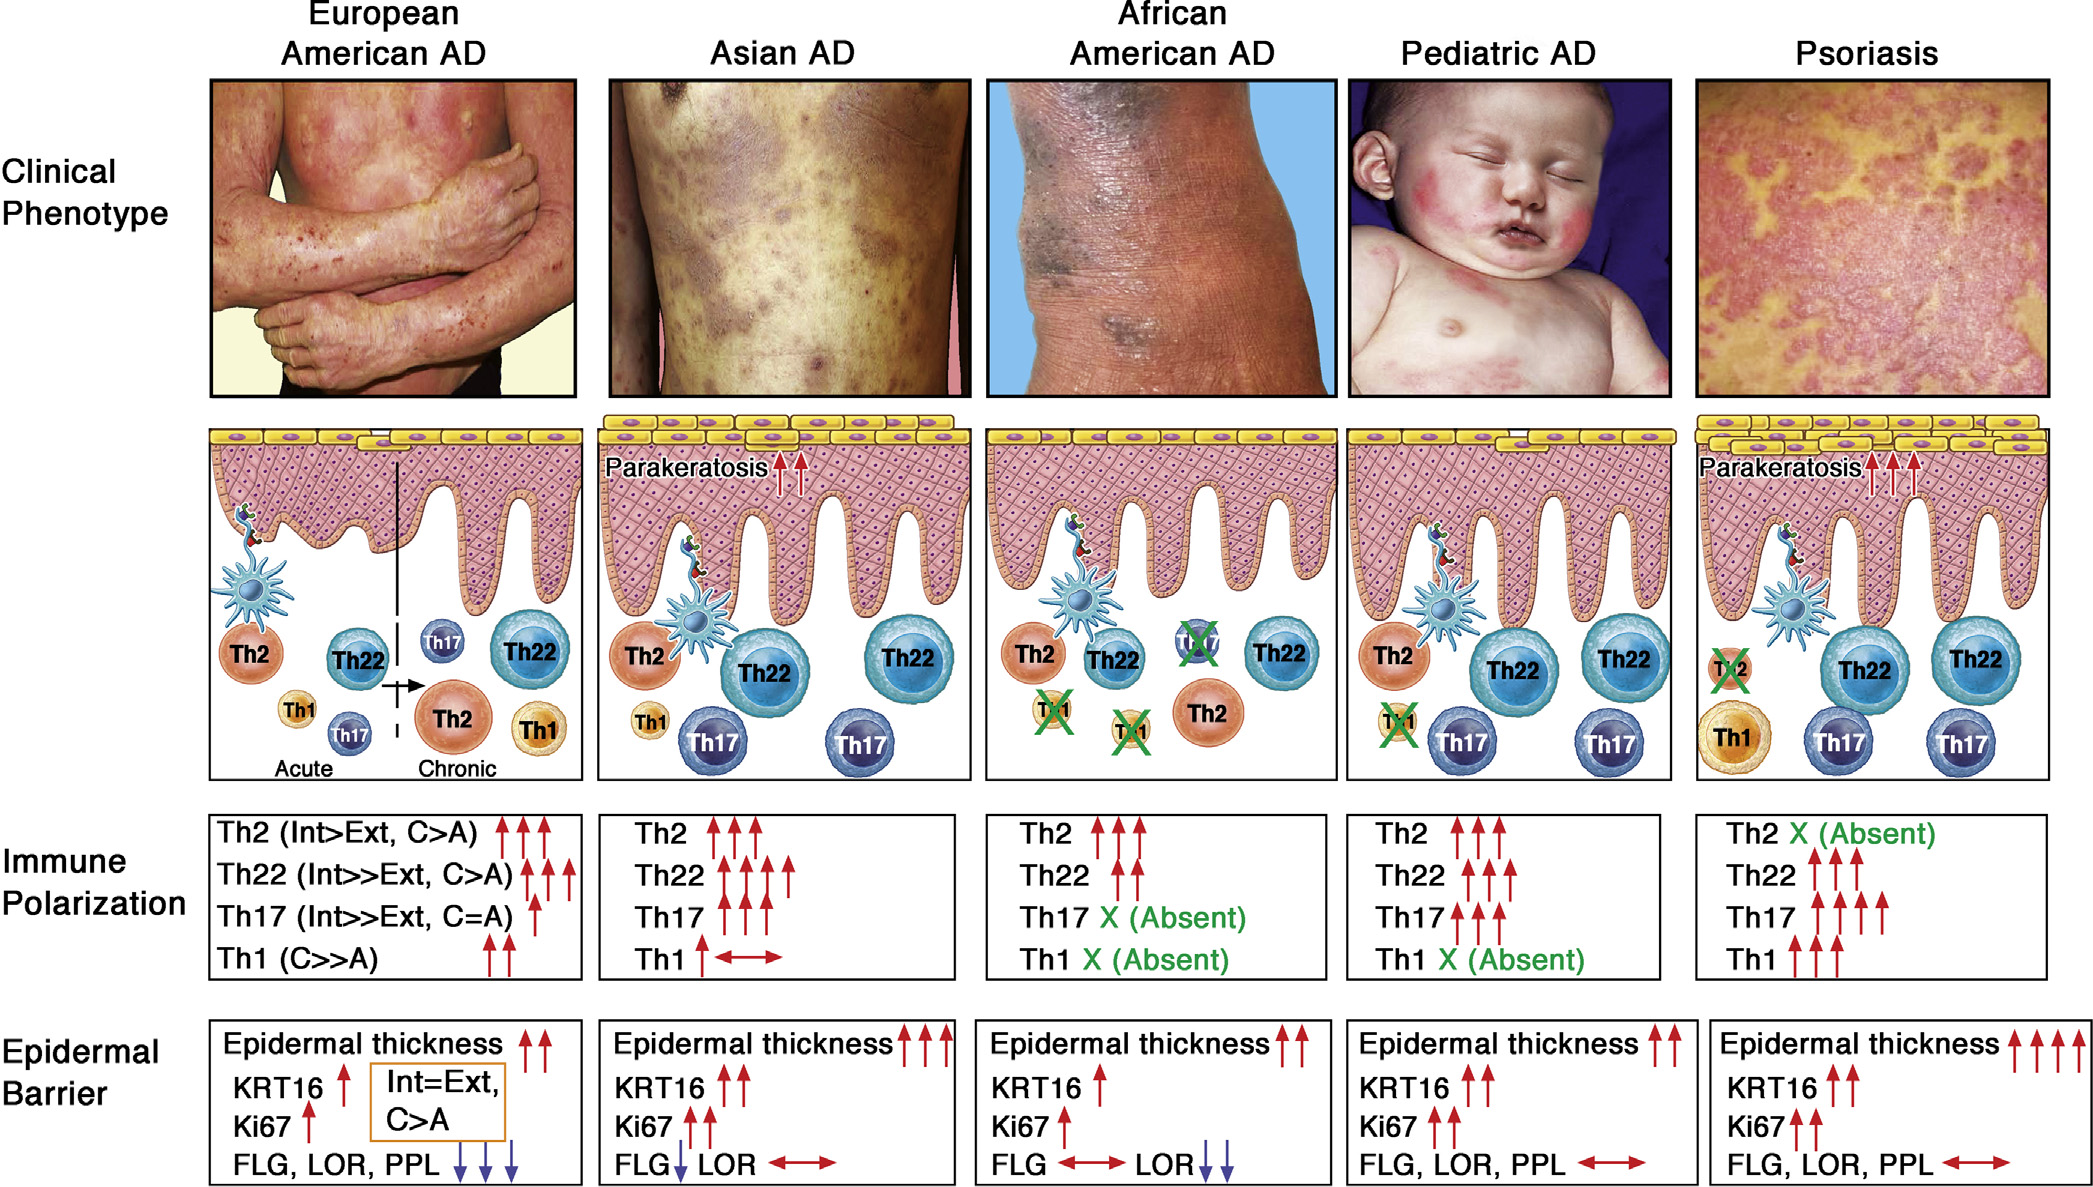 European
American AD
Asian AD
African
American AD
Pediatric AD
Psoriasis
Clinical
Phenotype
Parakeratosis
Parakeratosis
Th2
Th22
Th1
Th17
Th17
Th22
Th2
Th1
Acute
Chronic
Th2
Th22
Th22
Th1
Th17
Th17
Th2
Th22
Th17
Th22
Th1
Th1
Th2
Th2
Th22
Th22
Th1
Th17
Th17
Th2
Th22
Th22
Th1
Th17
Th17
Immune
Polarization
Th2 (Int>Ext, C>A)
Th22 (Int>>Ext, C>A)
Th17 (Int>>Ext, C=A)
Th1 (C>>A)
Th2
Th22
Th17
Th1
Th2
Th22
Th17 X (Absent)
Th1 X (Absent)
Th2
Th22
Th17
Th1 X (Absent)
Th2 X (Absent)
Th22
Th17
Th1
Epidermal
Barrier
Epidermal thickness
KRT16
Ki67
Int=Ext,
C>A
FLG, LOR, PPL
Epidermal thickness
KRT16
Ki67
FLG LOR
Epidermal thickness
KRT16
Ki67
FLG LOR
Epidermal thickness
KRT16
Ki67
FLG, LOR, PPL
Epidermal thickness
KRT16
Ki67
FLG, LOR, PPL